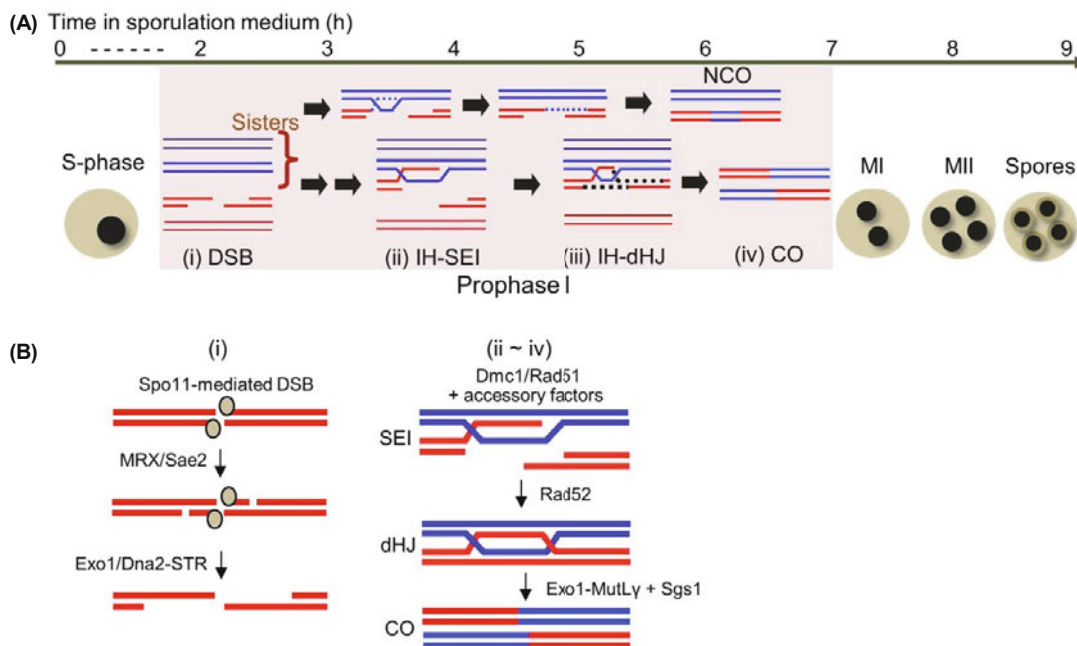 (A) Time in sporulation medium (h)
0 - - - - - - 2 3 4 5 6 7 8 9
NCO
Sisters
S-phase
MI MII Spores
(i) DSB (ii) IH-SEI (iii) IH-dHJ (iv) CO
Prophase I
(B)
(i)
Spo11-mediated DSB
MRX/Sae2
Exo1/Dna2-STR
(ii ~ iv)
Dmc1/Rad51
+ accessory factors
SEI
Rad52
dHJ
Exo1-MutLγ + Sgs1
CO